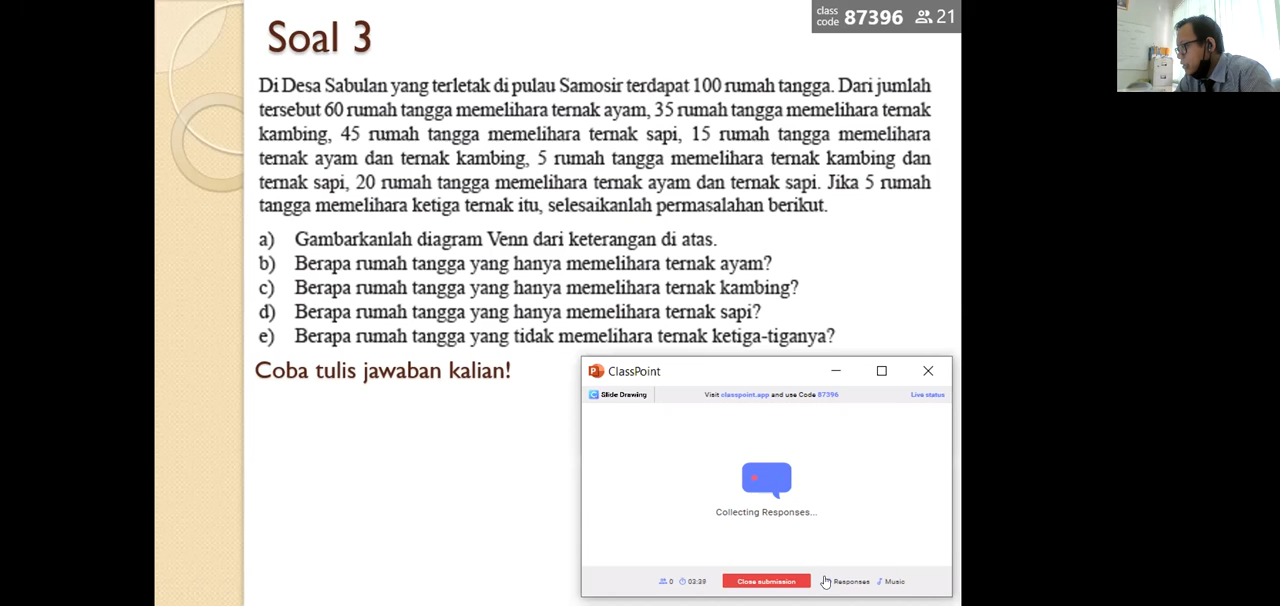 Soal 3
class code 87396 21
Di Desa Sabulan yang terletak di pulau Samosir terdapat 100 rumah tangga. Dari jumlah
tersebut 60 rumah tangga memelihara ternak ayam, 35 rumah tangga memelihara ternak
kambing, 45 rumah tangga memelihara ternak sapi, 15 rumah tangga memelihara
ternak ayam dan ternak kambing, 5 rumah tangga memelihara ternak kambing dan
ternak sapi, 20 rumah tangga memelihara ternak ayam dan ternak sapi. Jika 5 rumah
tangga memelihara ketiga ternak itu, selesaikanlah permasalahan berikut.
a) Gambarkanlah diagram Venn dari keterangan di atas.
b) Berapa rumah tangga yang hanya memelihara ternak ayam?
c) Berapa rumah tangga yang hanya memelihara ternak kambing?
d) Berapa rumah tangga yang hanya memelihara ternak sapi?
e) Berapa rumah tangga yang tidak memelihara ternak ketiga-tiganya?
Coba tulis jawaban kalian!
ClassPoint
Slide Drawing Visit classpoint.app and use Code 87396 Live status
Collecting Responses...
0 03:39 Close submission Responses Music